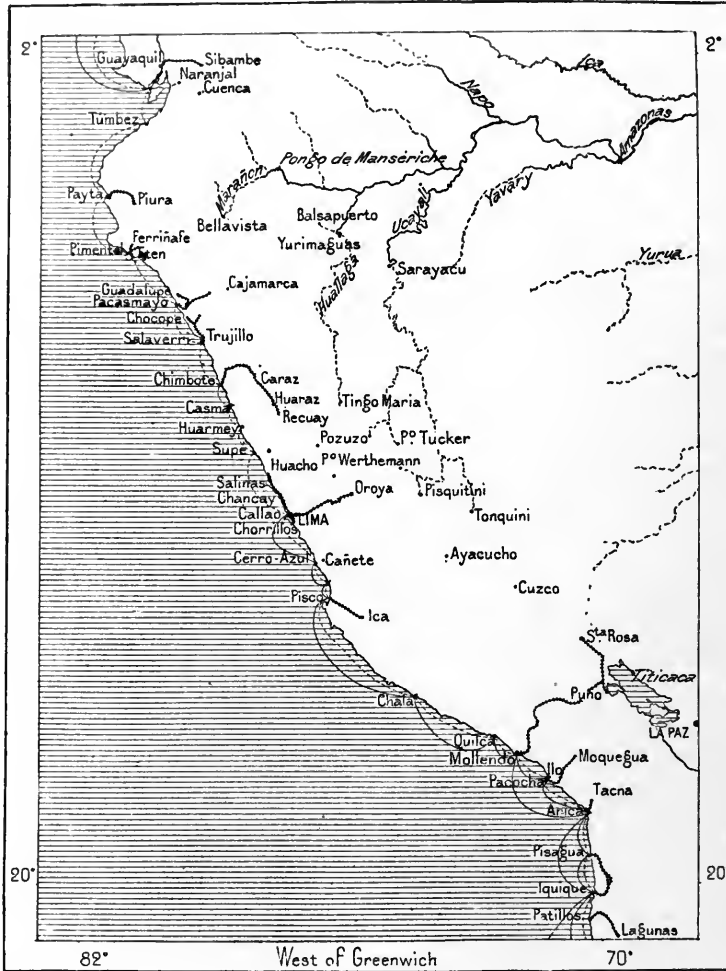 2°
2°
Guayaquil
Sibambe
Naranjal
Cuenca
Iça
Napo
Amazonas
Tumbez
Pongo de Manseriche
Marañon
Payta
Piura
Bellavista
Balsapuerto
Yurimaguas
Ucayali
Yavary
Ferriñafe
Pimental
Eten
Huallaga
Sarayacu
Yurua
Guadalupe
Cajamarca
Pacasmayo
Chocope
Salaverri
Trujillo
Chimbote
Caraz
Huaraz
Recuay
Casma
Tingo Maria
Huarmey
Pozuzo
Po Tucker
Supe
Huacho
Po Werthemann
Salinas
Oroya
Pisquitini
Chancay
Callao
LIMA
Tonquini
Chorrillos
Cerro-Azul
Cañete
Ayacucho
Cuzco
Pisco
Ica
Sta Rosa
Titicaca
Chala
Puño
LA PAZ
Quilca
Mollendo
Ilo
Moquegua
Pacocha
Tacna
Arica
Pisagua
20°
20°
Iquique
Patillos
Lagunas
82°
West of Greenwich
70°